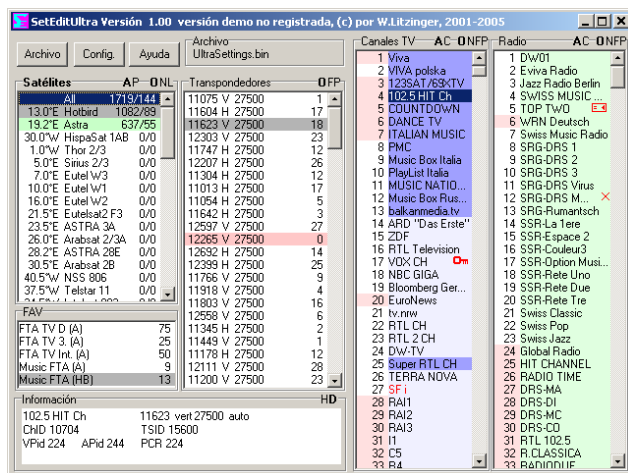 SetEditUltra Versión 1.00 versión demo no registrada, (c) por W.Litzinger, 2001-2005
Archivo Config. Ayuda
Archivo
UltraSettings.bin
Satélites AP ONL
All 1719/144
13.0°E Hotbird 1082/89
19.2°E Astra 637/55
30.0°W HispaSat 1AB 0/0
1.0°W Thor 2/3 0/0
5.0°E Sirius 2/3 0/0
7.0°E Eutel W3 0/0
10.0°E Eutel W1 0/0
16.0°E Eutel W2 0/0
21.5°E Eutelsat2 F3 0/0
23.5°E ASTRA 3A 0/0
26.0°E Arabsat 2/3A 0/0
28.2°E ASTRA 28E 0/0
30.5°E Arabsat 2B 0/0
40.5°W NSS 806 0/0
37.5°W Telstar 11 0/0
FAV
FTA TV D (A) 75
FTA TV 3. (A) 25
FTA TV Int. (A) 50
Music FTA (A) 9
Music FTA (HB) 13
Transpondedores OFP
11075 V 27500 1
11604 H 27500 17
11623 V 27500 18
12303 V 27500 23
11747 H 27500 12
12207 H 27500 26
11304 H 27500 12
11013 H 27500 17
11054 H 27500 5
11642 H 27500 3
12597 V 27500 27
12265 V 27500 0
12692 H 27500 14
12399 H 27500 25
11766 V 27500 9
11918 V 27500 4
11803 V 27500 16
12558 V 27500 6
11345 H 27500 2
11449 V 27500 1
11178 H 27500 12
12111 V 27500 28
11200 V 27500 23
Información HD
102.5 HIT Ch 11623 vert 27500 auto
ChID 10704 TSID 15600
VPid 224 APid 244 PCR 224
Canales TV AC ONFP
1 Viva
2 VIVA polska
3 123SAT/69XTV
4 102.5 HIT Ch
5 COUNTDOWN
6 DANCE TV
7 ITALIAN MUSIC
8 PMC
9 Music Box Italia
10 PlayList Italia
11 MUSIC NATIO...
12 Music Box Rus...
13 balkanmedia.tv
14 ARD "Das Erste"
15 ZDF
16 RTL Television
17 VOX CH
18 NBC GIGA
19 Bloomberg Ger...
20 EuroNews
21 tv.nrw
22 RTL CH
23 RTL 2 CH
24 DW-TV
25 Super RTL CH
26 TERRA NOVA
27 SF i
28 RAI1
29 RAI2
30 RAI3
31 I1
32 C5
33 R4
Radio AC ONFP
1 DW01
2 Eviva Radio
3 Jazz Radio Berlin
4 SWISS MUSIC ...
5 TOP TWO
6 WRN Deutsch
7 Swiss Music Radio
8 SRG-DRS 1
9 SRG-DRS 2
10 SRG-DRS 3
11 SRG-DRS Virus
12 SRG-DRS M...
13 SRG-Rumantsch
14 SSR-La 1ere
15 SSR-Espace 2
16 SSR-Couleur3
17 SSR-Option Musi...
18 SSR-Rete Uno
19 SSR-Rete Due
20 SSR-Rete Tre
21 Swiss Classic
22 Swiss Pop
23 Swiss Jazz
24 Global Radio
25 HIT CHANNEL
26 RADIO TIME
27 DRS-MA
28 DRS-DI
29 DRS-MC
30 DRS-CO
31 RTL 102.5
32 R.CLASSICA
33 RADIODUE